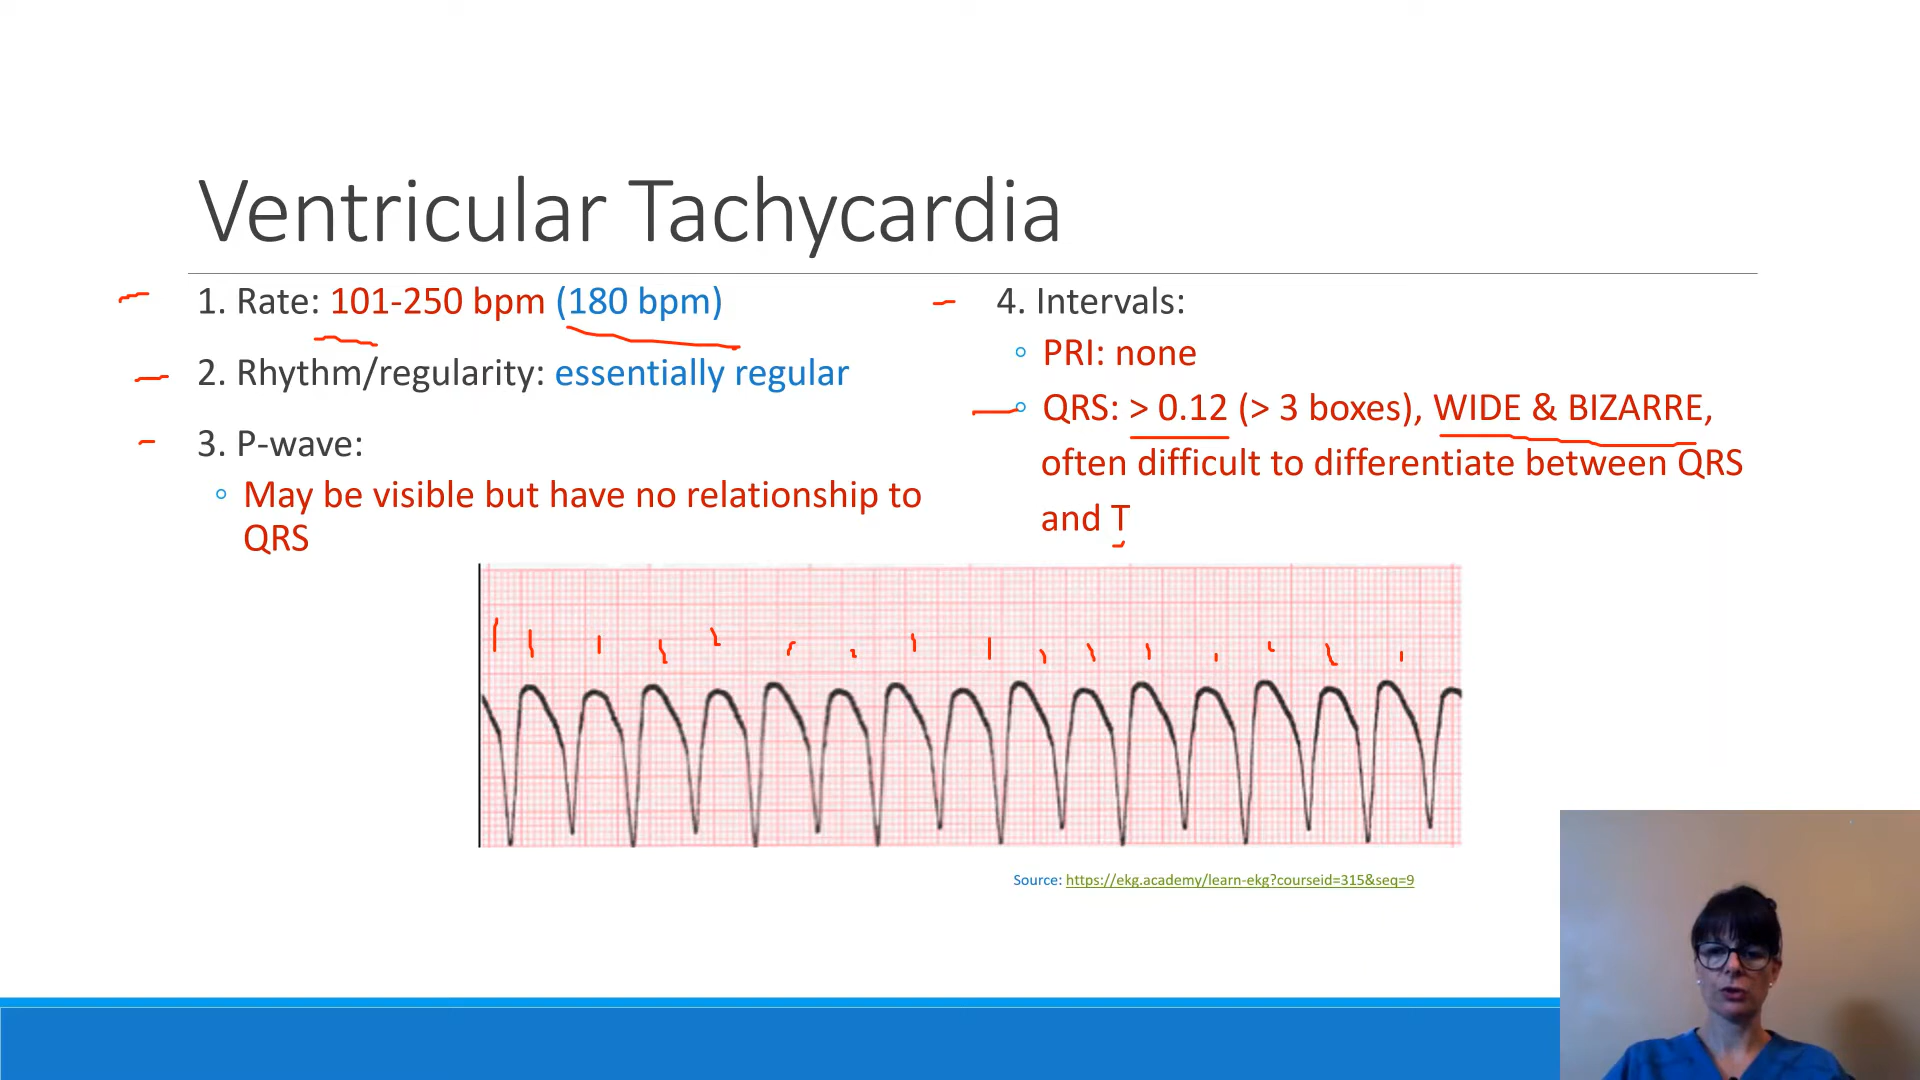 Ventricular Tachycardia
1. Rate: 101-250 bpm (180 bpm)
2. Rhythm/regularity: essentially regular
3. P-wave:
◦ May be visible but have no relationship to
QRS
4. Intervals:
◦ PRI: none
◦ QRS: > 0.12 (> 3 boxes), WIDE & BIZARRE,
often difficult to differentiate between QRS
and T
Source: https://ekg.academy/learn-ekg?courseid=315&seq=9